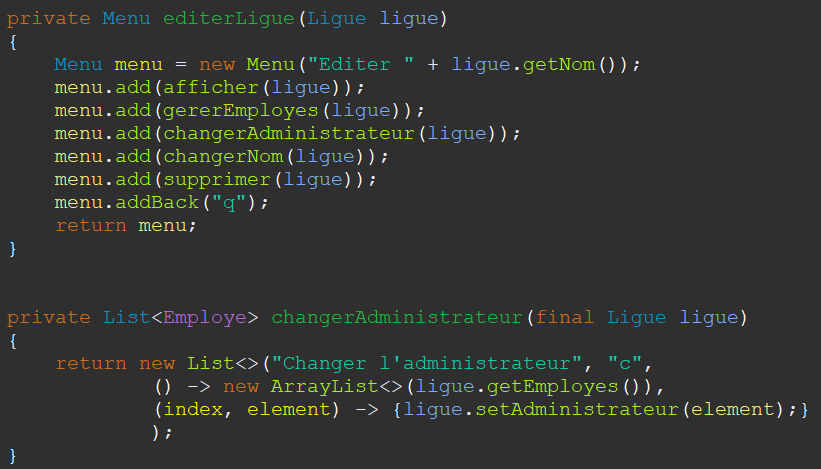 private Menu editerLigue(Ligue ligue)
{
    Menu menu = new Menu("Editer " + ligue.getNom());
    menu.add(afficher(ligue));
    menu.add(gererEmployes(ligue));
    menu.add(changerAdministrateur(ligue));
    menu.add(changerNom(ligue));
    menu.add(supprimer(ligue));
    menu.addBack("q");
    return menu;
}
private List<Employe> changerAdministrateur(final Ligue ligue)
{
    return new List<>("Changer l'administrateur", "c",
            () -> new ArrayList<>(ligue.getEmployes()),
            (index, element) -> {ligue.setAdministrateur(element);}
            );
}